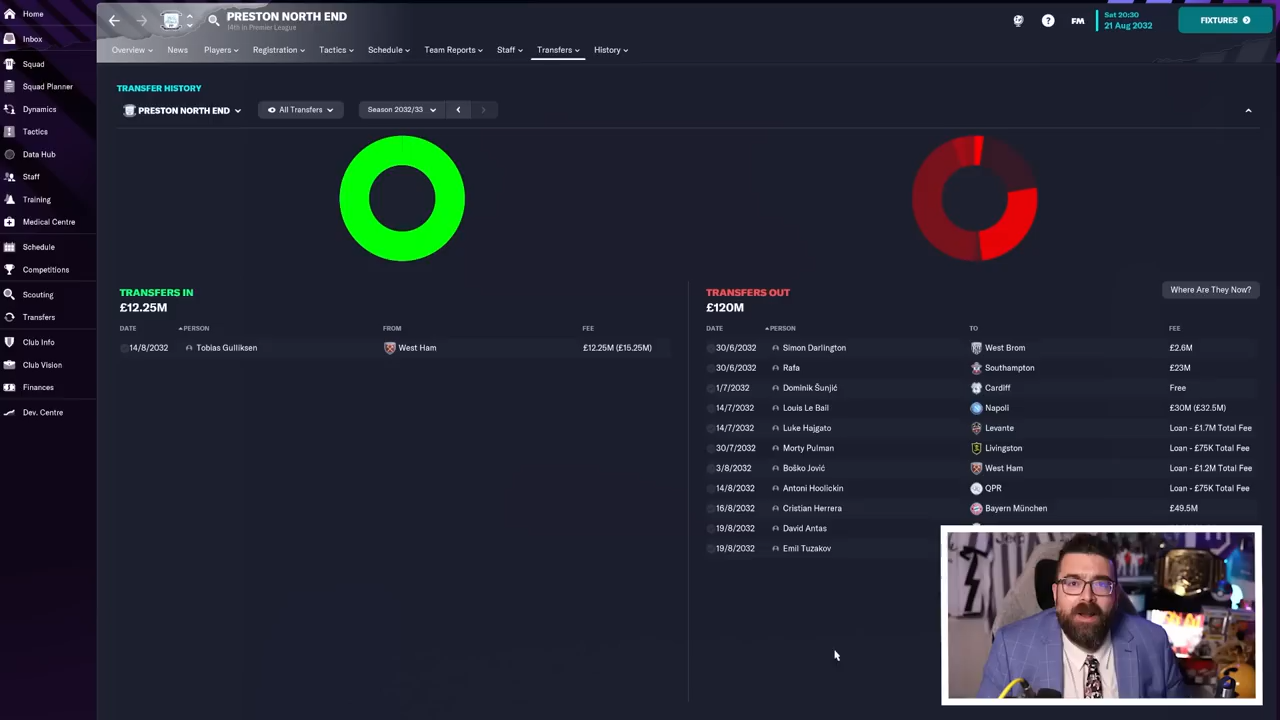 Home
Inbox
Squad
Squad Planner
Dynamics
Tactics
Data Hub
Staff
Training
Medical Centre
Schedule
Competitions
Scouting
Transfers
Club Info
Club Vision
Finances
Dev. Centre
PRESTON NORTH END
14th in Premier League
FM
Sat 20:30
21 Aug 2032
FIXTURES
Overview News Players Registration Tactics Schedule Team Reports Staff Transfers History
TRANSFER HISTORY
PRESTON NORTH END All Transfers Season 2032/33
TRANSFERS IN
£12.25M
DATE PERSON FROM FEE
14/8/2032 Tobias Gulliksen West Ham £12.25M (£15.25M)
TRANSFERS OUT
£120M
Where Are They Now?
DATE PERSON TO FEE
30/6/2032 Simon Darlington West Brom £2.6M
30/6/2032 Rafa Southampton £23M
1/7/2032 Dominik Šunjić Cardiff Free
14/7/2032 Louis Le Bail Napoli £30M (£32.5M)
14/7/2032 Luke Hajgato Levante Loan - £1.7M Total Fee
30/7/2032 Morty Pulman Livingston Loan - £75K Total Fee
3/8/2032 Boško Jović West Ham Loan - £1.2M Total Fee
14/8/2032 Antoni Hoolickin QPR Loan - £75K Total Fee
16/8/2032 Cristian Herrera Bayern München £49.5M
19/8/2032 David Antas
19/8/2032 Emil Tuzakov